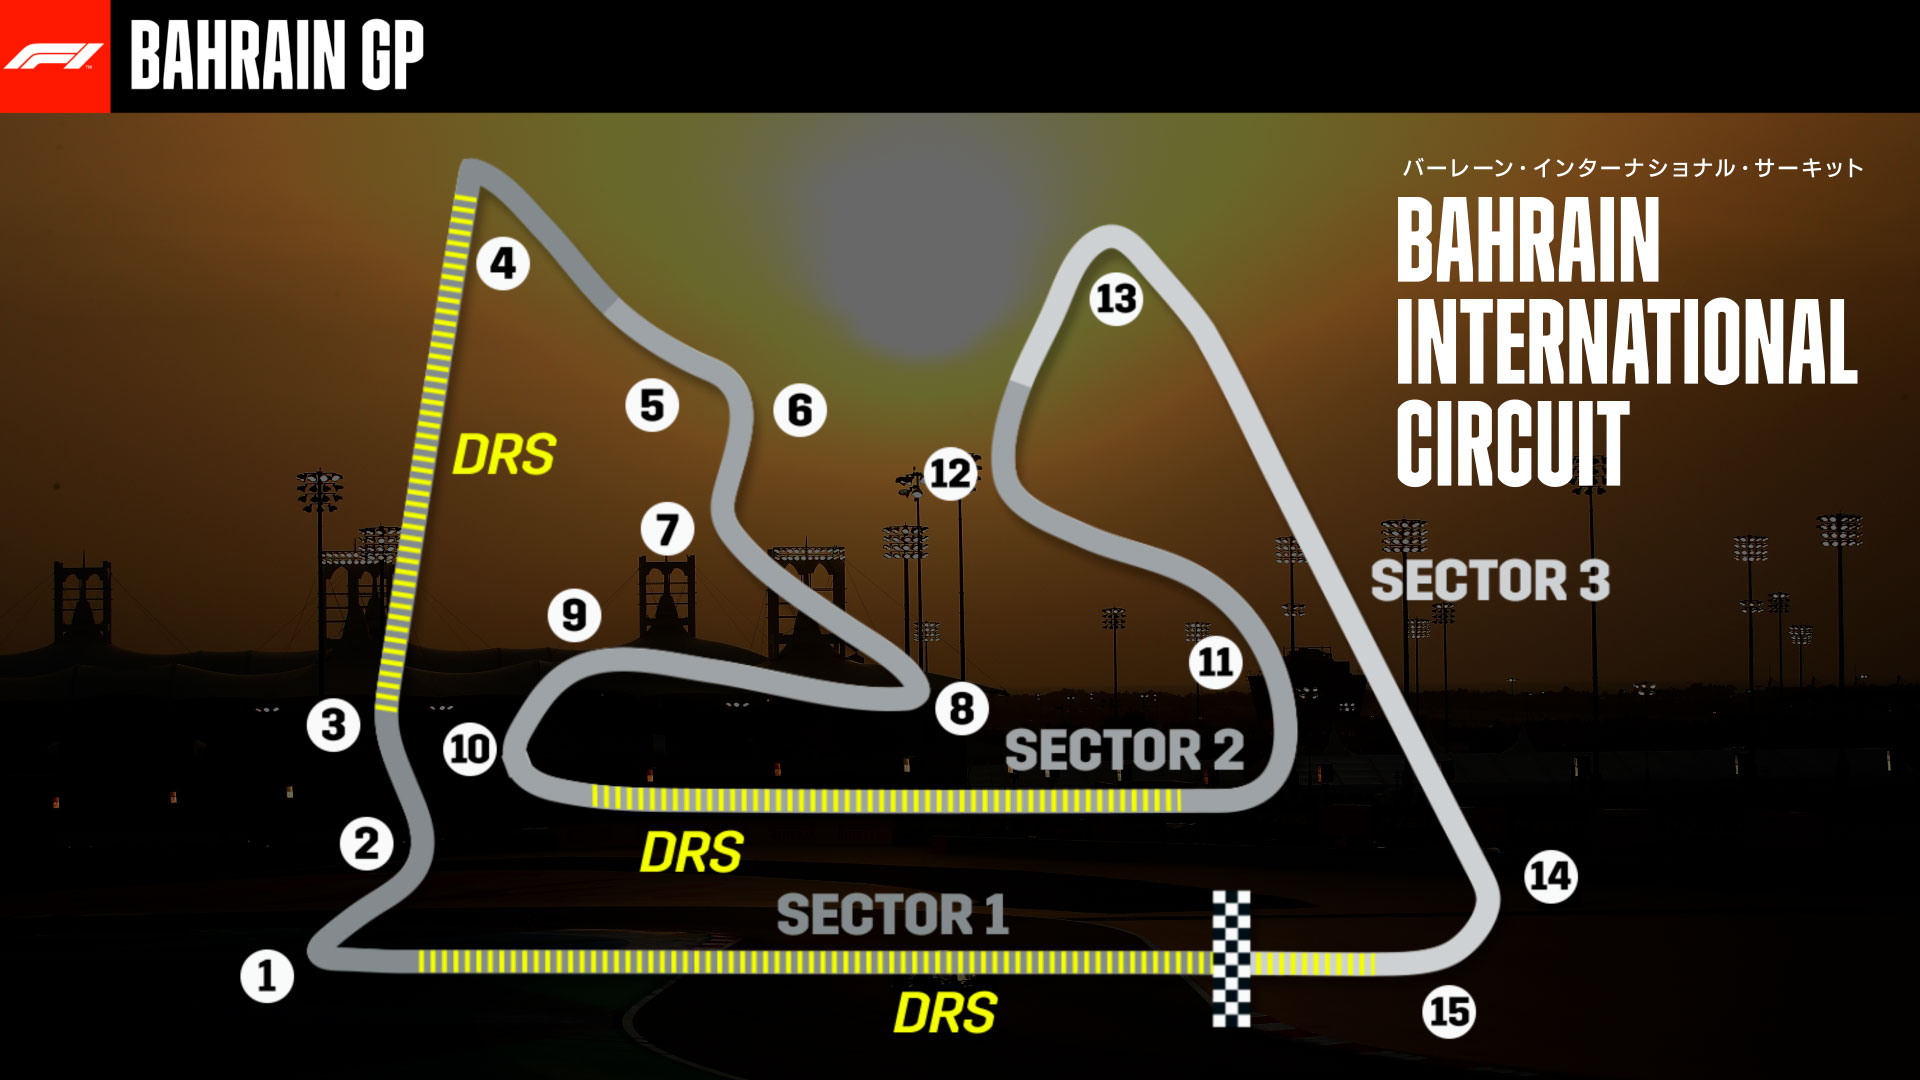 F1
BAHRAIN GP
バーレーン・インターナショナル・サーキット
BAHRAIN
INTERNATIONAL
CIRCUIT
4
13
5
6
DRS
12
7
SECTOR 3
9
11
8
3
10
SECTOR 2
2
DRS
14
SECTOR 1
1
DRS
15